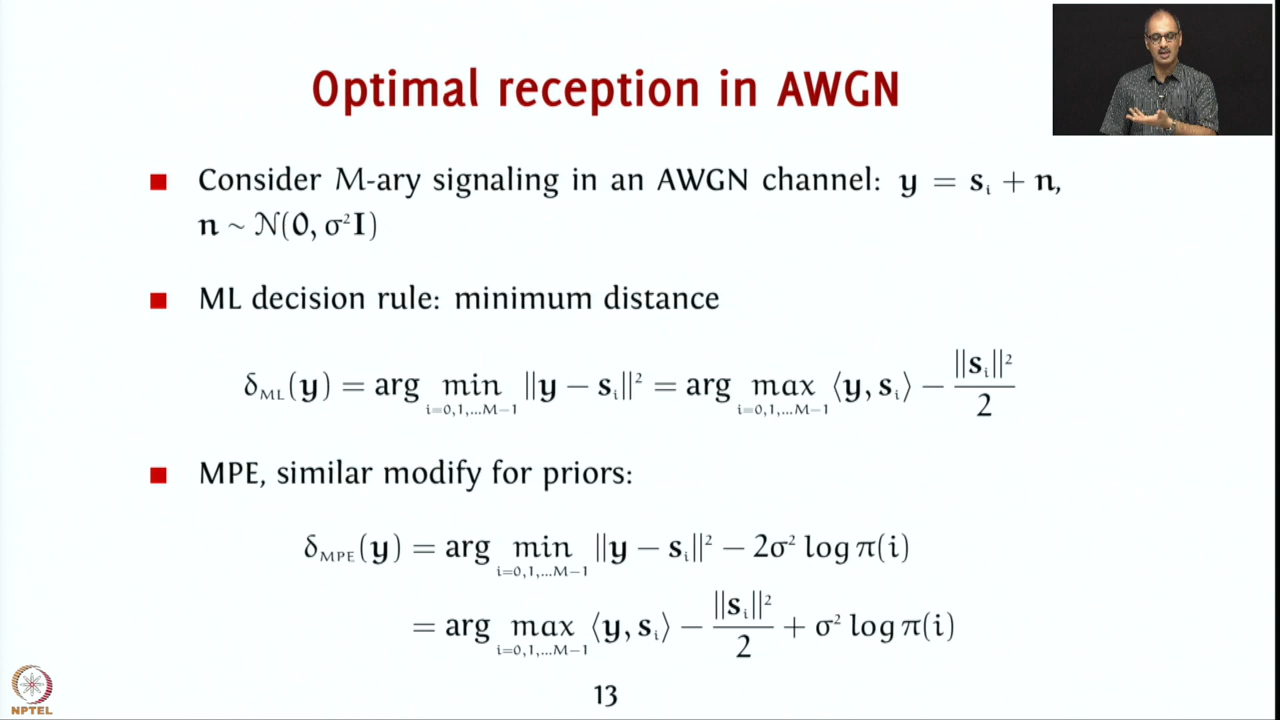 Optimal reception in AWGN
Consider M-ary signaling in an AWGN channel: y = sᵢ + n,
n ~ N(0, σ²I)
ML decision rule: minimum distance
δ_ML(y) = arg min_{i=0,1,...M−1} ||y − sᵢ||² = arg max_{i=0,1,...M−1} ⟨y, sᵢ⟩ − ||sᵢ||²/2
MPE, similar modify for priors:
δ_MPE(y) = arg min_{i=0,1,...M−1} ||y − sᵢ||² − 2σ² log π(i)
= arg max_{i=0,1,...M−1} ⟨y, sᵢ⟩ − ||sᵢ||²/2 + σ² log π(i)
13
NPTEL